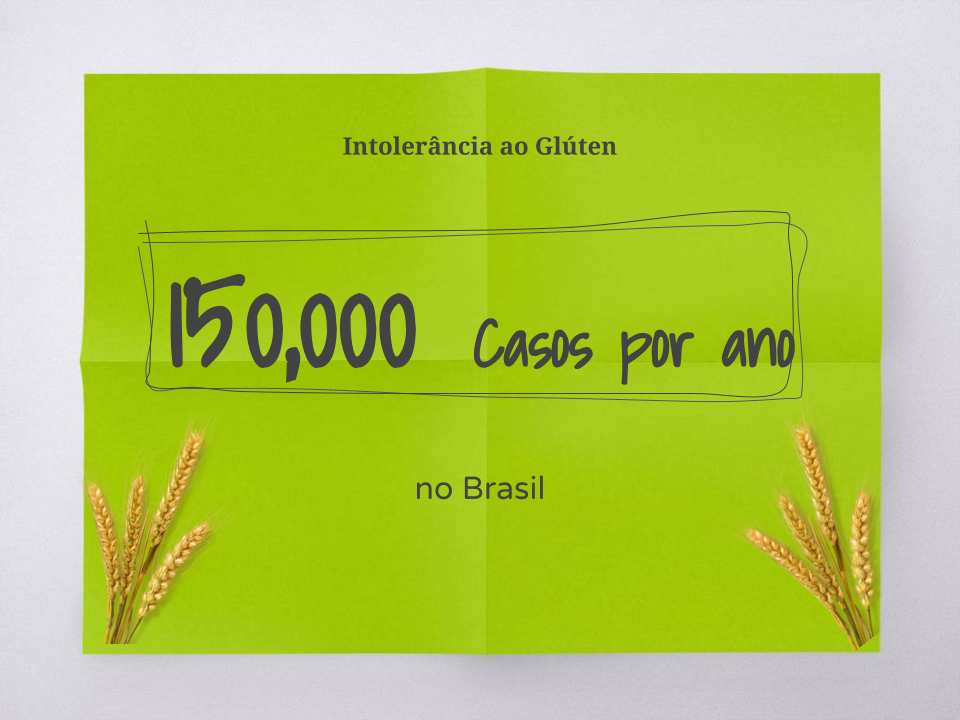 Intolerância ao Glúten
150,000 Casos por ano
no Brasil